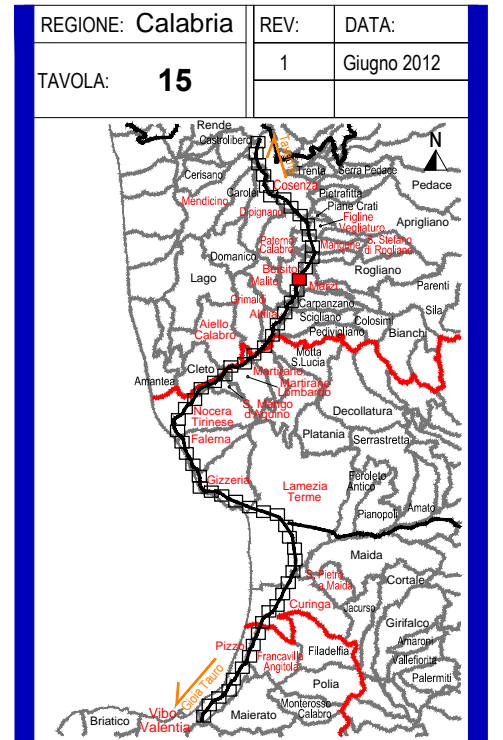 REGIONE: Calabria
REV:
DATA:
TAVOLA: 15
1
Giugno 2012
N
Rende
Castrolibero
Taranto
Trenta
Serra Pedace
Cerisano
Cosenza
Pedace
Carolei
Pietrafitta
Mendicino
Piane Crati
Dipignano
Figline
Vegliaturo
Aprigliano
Paterno
Calabro
Mangone
S. Stefano
di Rogliano
Domanico
Belsito
Rogliano
Lago
Malito
Marzi
Parenti
Grimaldi
Carpanzano
Sila
Altilia
Scigliano
Colosimi
Aiello
Calabro
Pedivigliano
Bianchi
Motta
S.Lucia
Cleto
Martirano
Amantea
Martirano
Lombardo
S. Mango
d'Aquino
Nocera
Tirinese
Decollatura
Falerna
Platania
Serrastretta
Gizzeria
Lamezia
Terme
Feroleto
Antico
Pianopoli
Amato
Maida
S. Pietro
a Maida
Cortale
Curinga
Jacurso
Girifalco
Pizzo
Amaroni
Francavilla
Angitola
Filadelfia
Vallefiorita
Gioia Tauro
Polia
Palermiti
Vibo
Valentia
Monterosso
Calabro
Briatico
Maierato